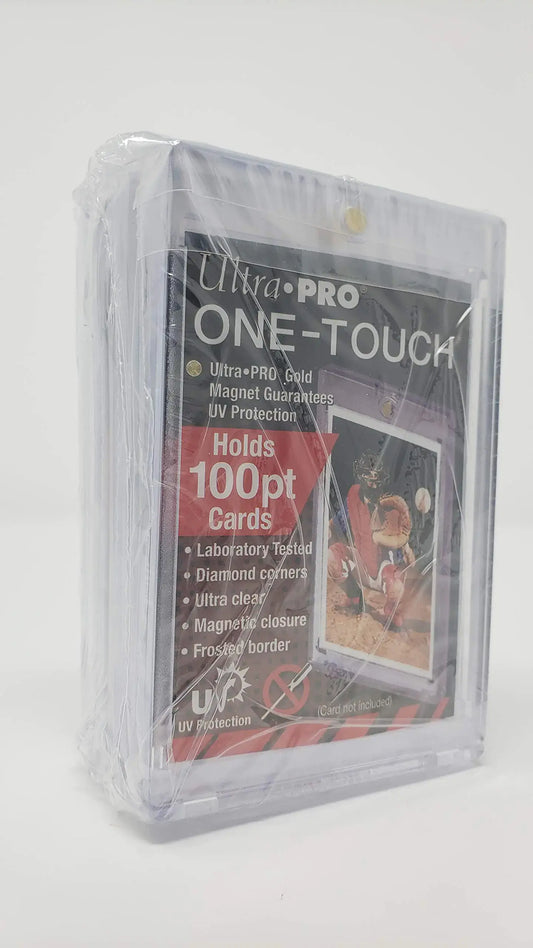 Ultra•PRO®
ONE-TOUCH
Ultra•PRO Gold
Magnet Guarantees
UV Protection
Holds
100pt
Cards
• Laboratory Tested
• Diamond corners
• Ultra clear
• Magnetic closure
• Frosted border
UV
UV Protection
(Card not included)